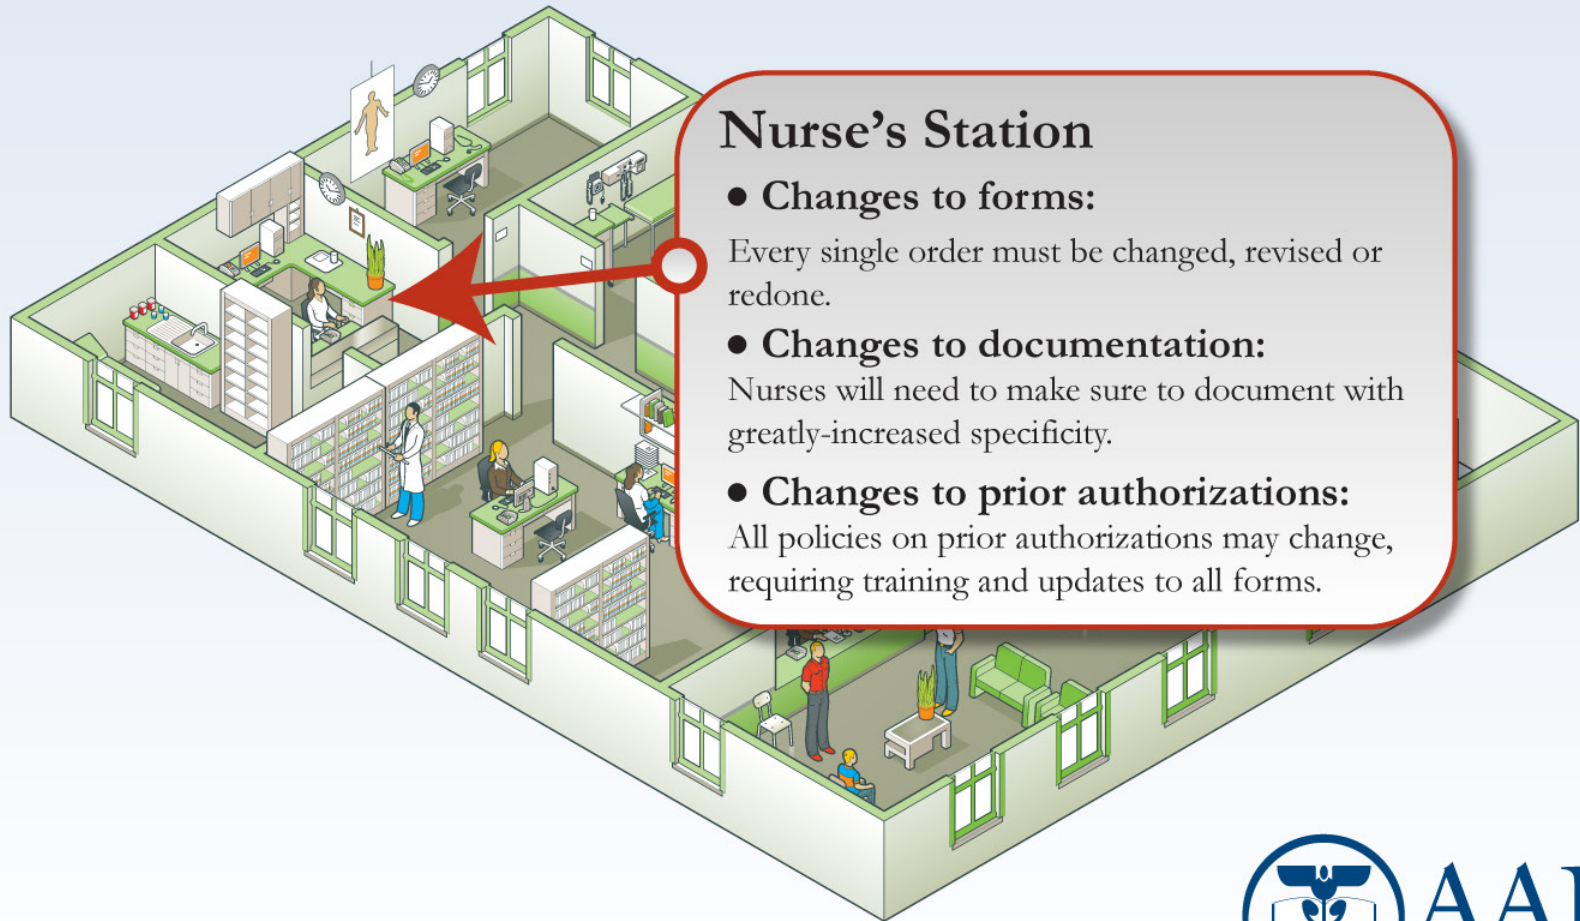 Nurse’s Station
● Changes to forms:
Every single order must be changed, revised or
redone.
● Changes to documentation:
Nurses will need to make sure to document with
greatly-increased specificity.
● Changes to prior authorizations:
All policies on prior authorizations may change,
requiring training and updates to all forms.